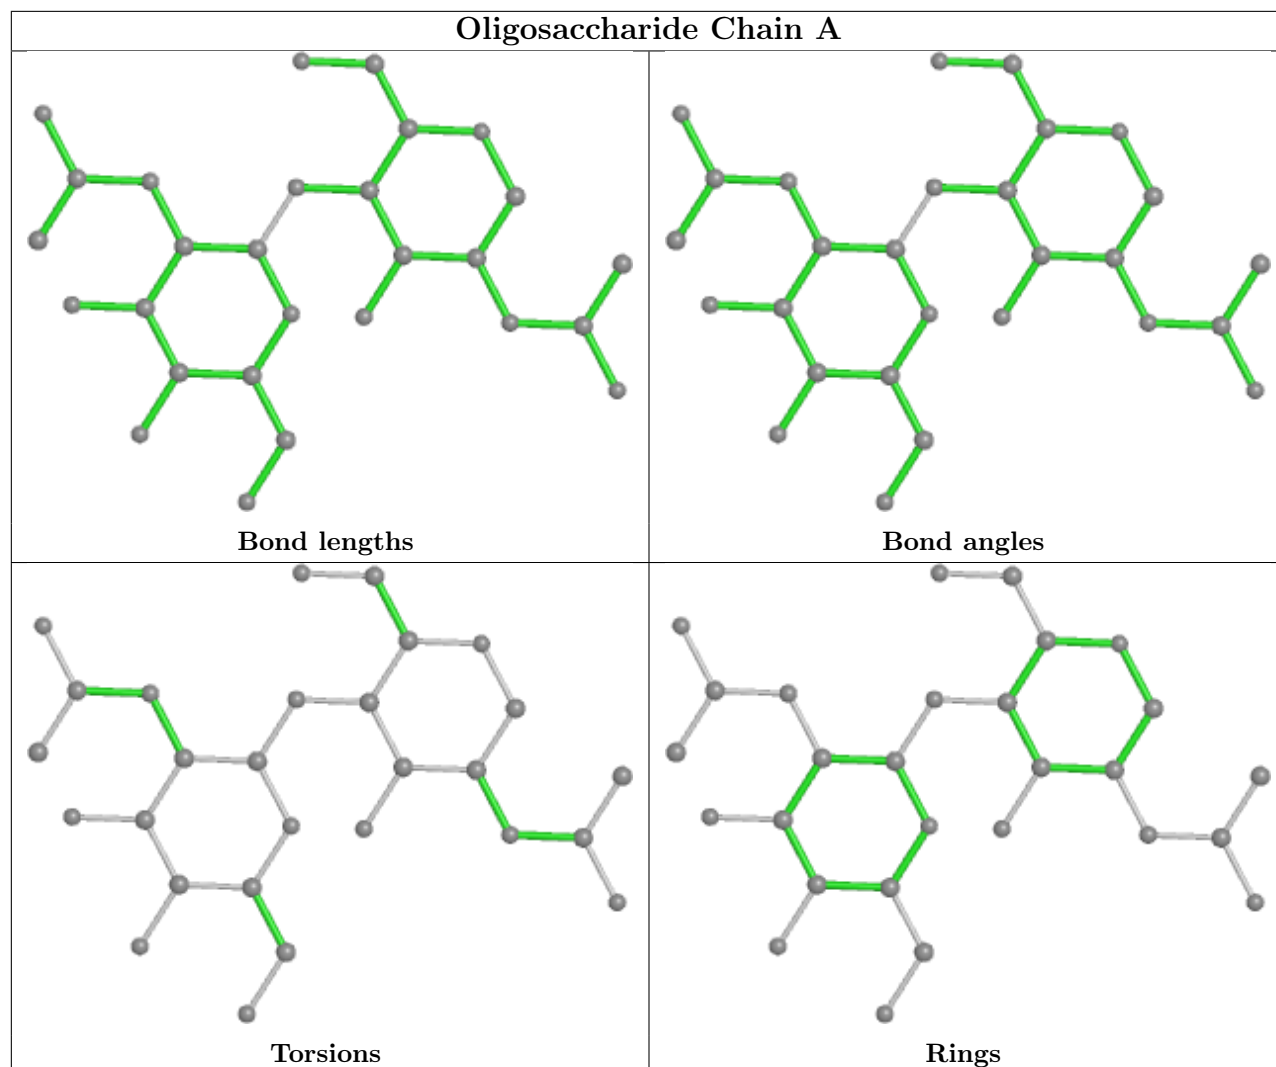 Oligosaccharide Chain A
Bond lengths
Bond angles
Torsions
Rings